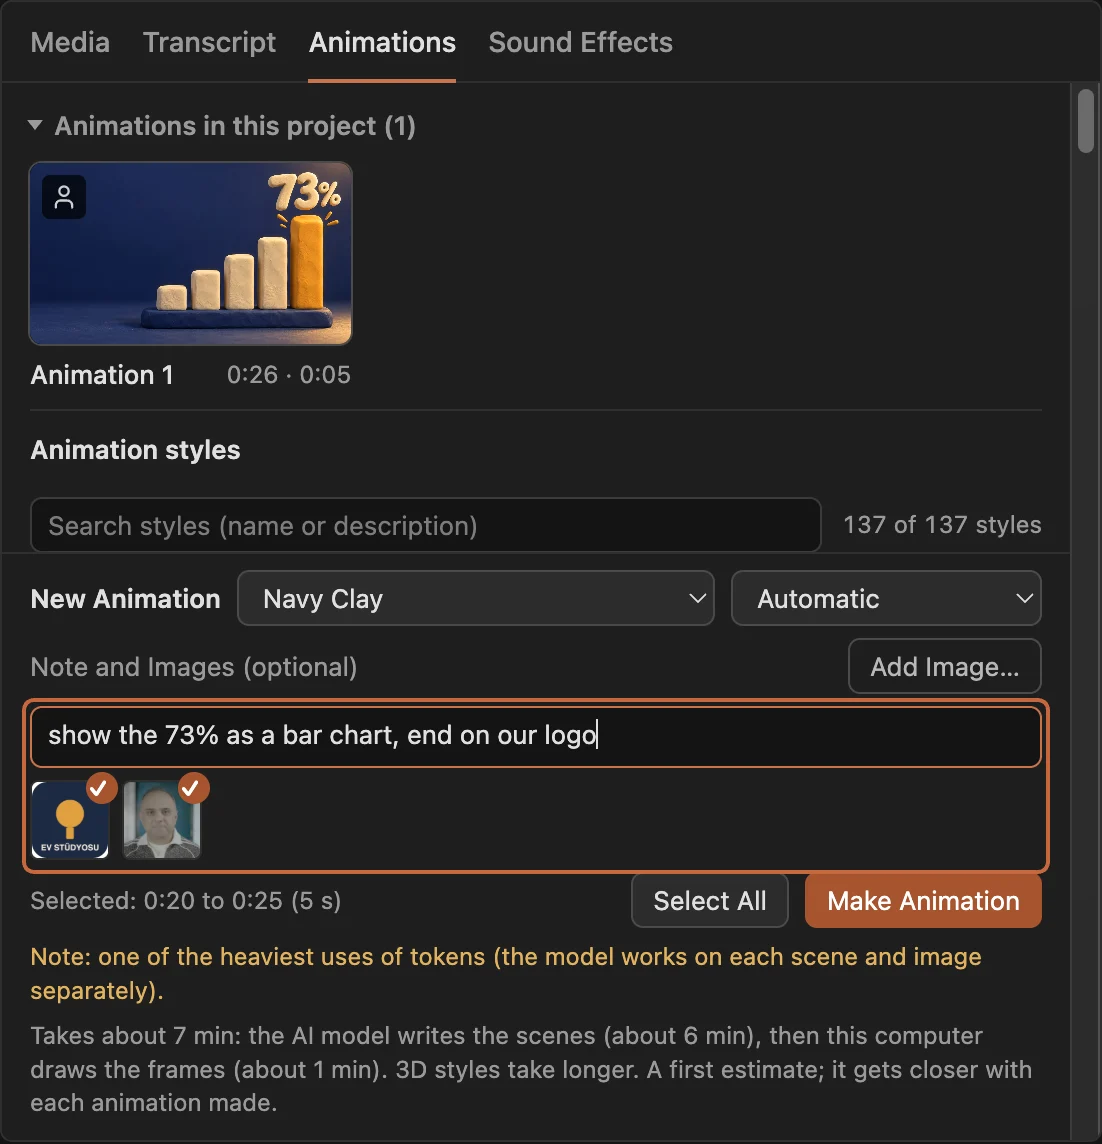 Media Transcript Animations Sound Effects
Animations in this project (1)
73%
Animation 1 0:26 · 0:05
Animation styles
Search styles (name or description) 137 of 137 styles
New Animation Navy Clay Automatic
Note and Images (optional) Add Image...
show the 73% as a bar chart, end on our logo
EV STÜDYOSU
Selected: 0:20 to 0:25 (5 s) Select All Make Animation
Note: one of the heaviest uses of tokens (the model works on each scene and image
separately).
Takes about 7 min: the AI model writes the scenes (about 6 min), then this computer
draws the frames (about 1 min). 3D styles take longer. A first estimate; it gets closer with
each animation made.